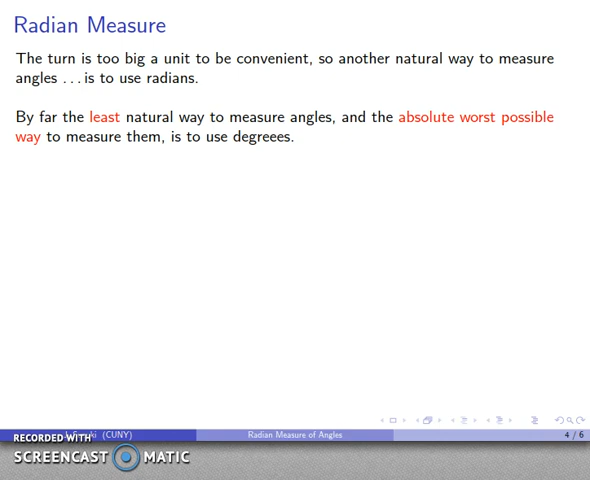 Radian Measure
The turn is too big a unit to be convenient, so another natural way to measure
angles . . . is to use radians.
By far the least natural way to measure angles, and the absolute worst possible
way to measure them, is to use degreees.
(CUNY)
Radian Measure of Angles
4 / 6
RECORDED WITH
SCREENCAST MATIC